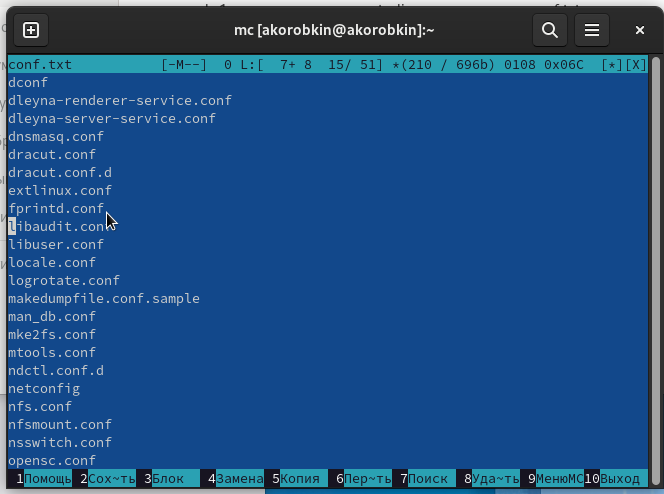 mc [akorobkin@akorobkin]:~
conf.txt [-M--] 0 L:[ 7+ 8 15/ 51] *(210 / 696b) 0108 0x06C [*][X]
dconf
dleyna-renderer-service.conf
dleyna-server-service.conf
dnsmasq.conf
dracut.conf
dracut.conf.d
extlinux.conf
fprintd.conf
libaudit.conf
libuser.conf
locale.conf
logrotate.conf
makedumpfile.conf.sample
man_db.conf
mke2fs.conf
mtools.conf
ndctl.conf.d
netconfig
nfs.conf
nfsmount.conf
nsswitch.conf
opensc.conf
1Помощь 2Сох~ть 3Блок 4Замена 5Копия 6Пер~ть 7Поиск 8Уда~ть 9МенюMC 10Выход